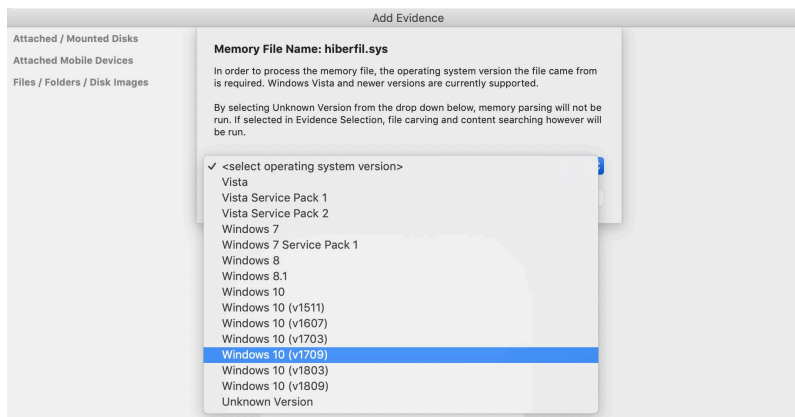 Add Evidence
Attached / Mounted Disks
Attached Mobile Devices
Files / Folders / Disk Images
Memory File Name: hiberfil.sys
In order to process the memory file, the operating system version the file came from
is required. Windows Vista and newer versions are currently supported.
By selecting Unknown Version from the drop down below, memory parsing will not be
run. If selected in Evidence Selection, file carving and content searching however will
be run.
✓ <select operating system version>
Vista
Vista Service Pack 1
Vista Service Pack 2
Windows 7
Windows 7 Service Pack 1
Windows 8
Windows 8.1
Windows 10
Windows 10 (v1511)
Windows 10 (v1607)
Windows 10 (v1703)
Windows 10 (v1709)
Windows 10 (v1803)
Windows 10 (v1809)
Unknown Version